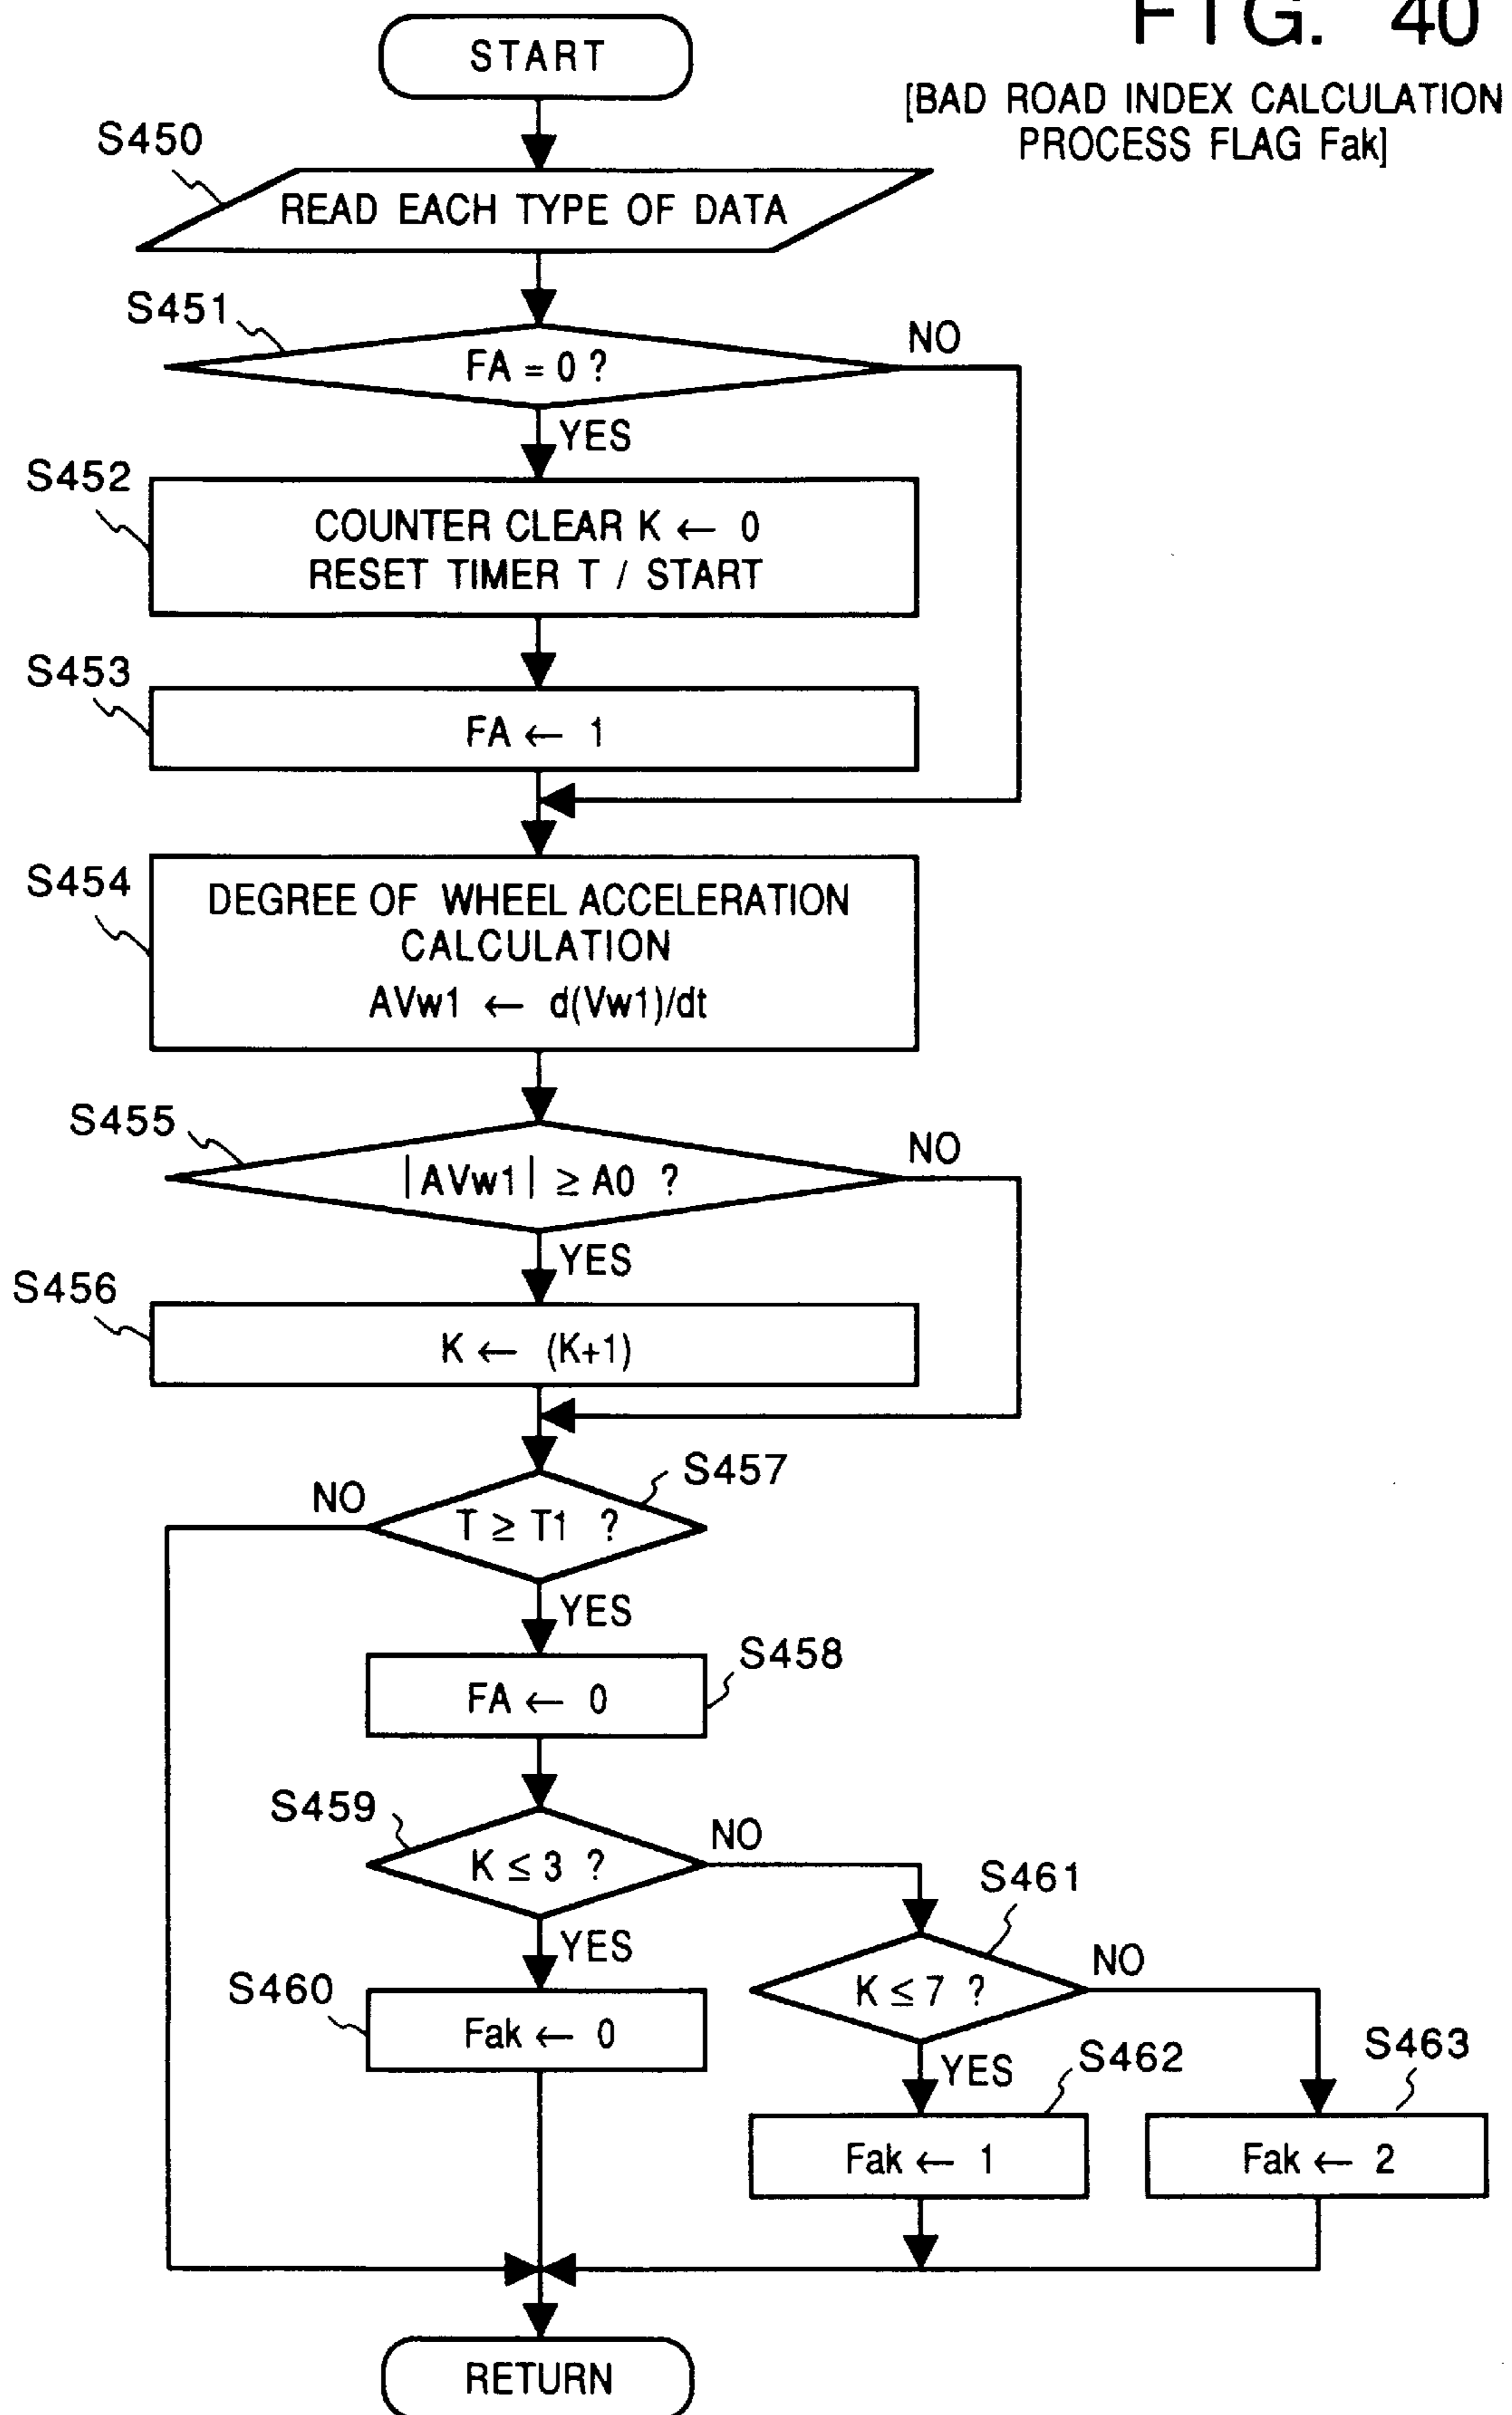 FIG. 40
[BAD ROAD INDEX CALCULATION
PROCESS FLAG Fak]
START
S450
READ EACH TYPE OF DATA
S451
FA = 0 ?
NO
YES
S452
COUNTER CLEAR K ← 0
RESET TIMER T / START
S453
FA ← 1
S454
DEGREE OF WHEEL ACCELERATION
CALCULATION
AVw1 ← d(Vw1)/dt
S455
|AVw1| ≥ A0 ?
NO
YES
S456
K ← (K+1)
S457
T ≥ T1 ?
NO
YES
S458
FA ← 0
S459
K ≤ 3 ?
NO
YES
S460
Fak ← 0
S461
K ≤ 7 ?
NO
YES
S462
Fak ← 1
S463
Fak ← 2
RETURN